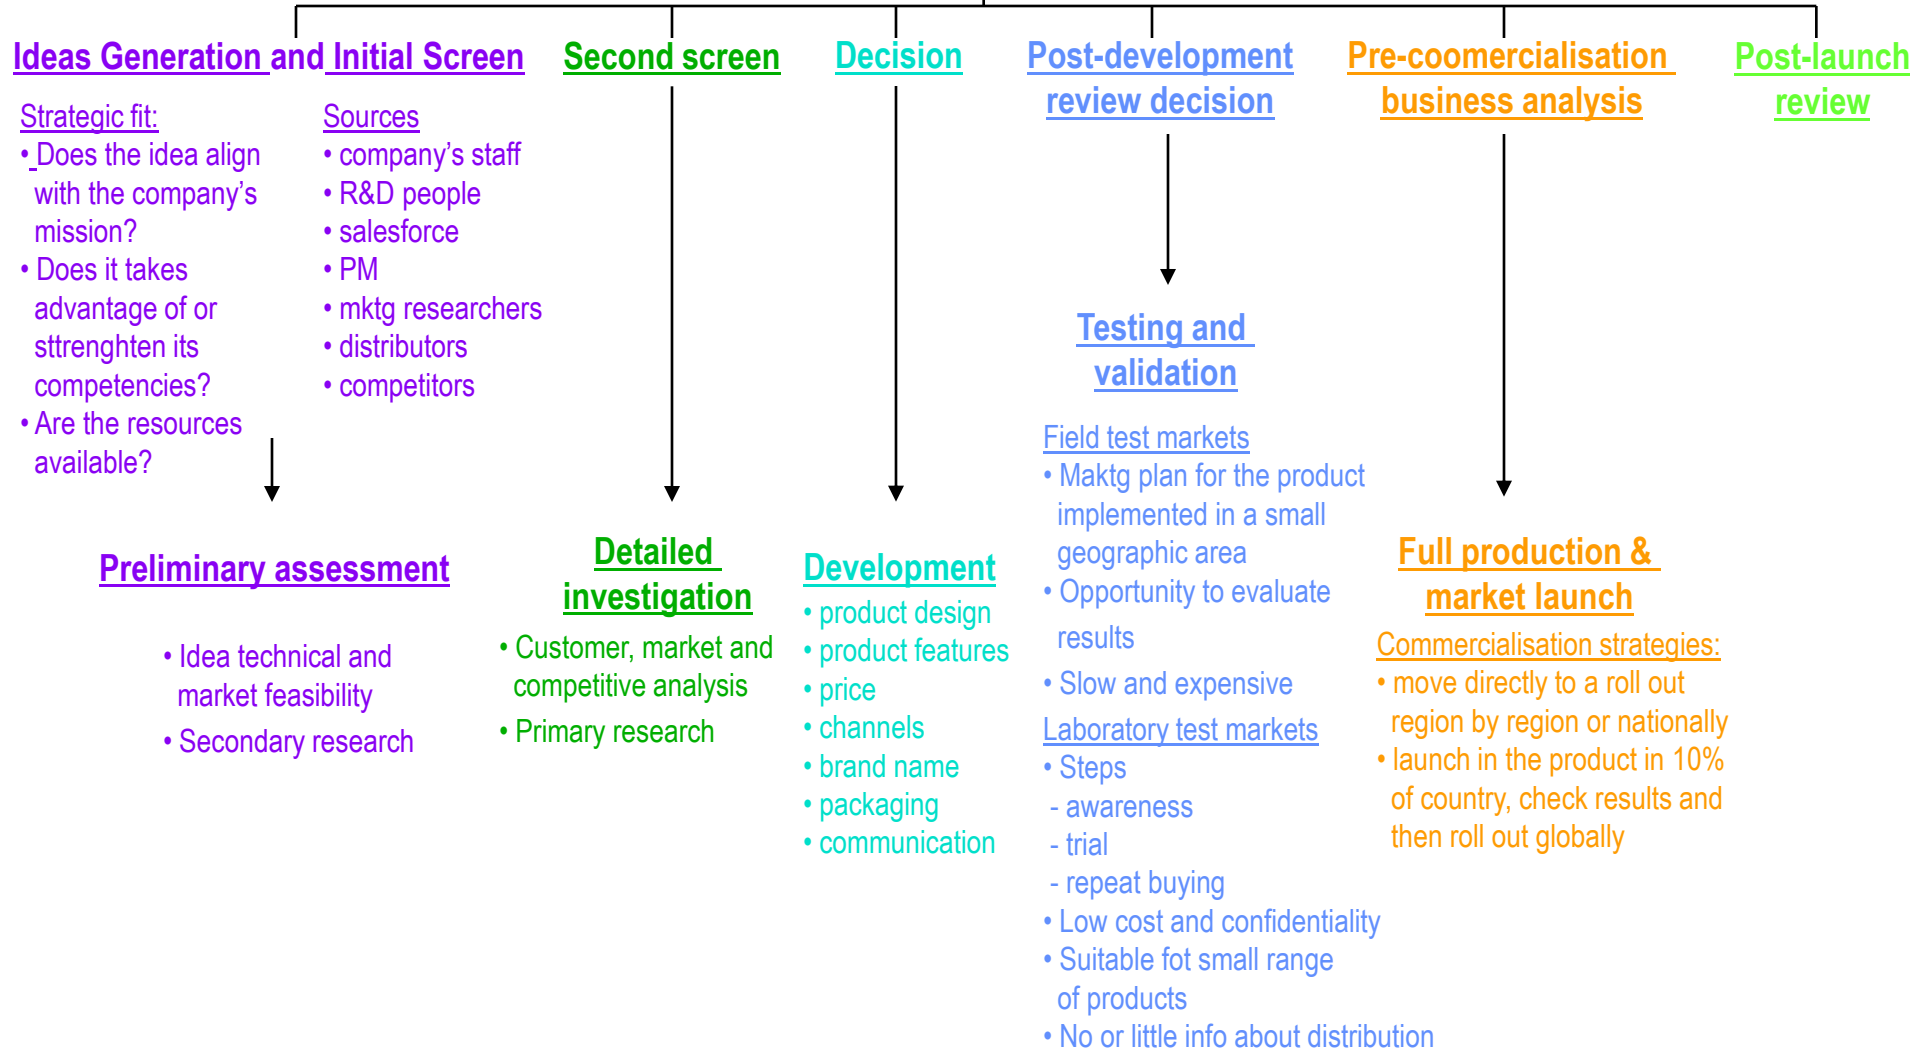 Ideas Generation and Initial Screen
Strategic fit:
• Does the idea align
with the company's
mission?
• Does it takes
advantage of or
sttrenghten its
competencies?
• Are the resources
available?
Sources
• company's staff
• R&D people
• salesforce
• PM
• mktg researchers
• distributors
• competitors
Preliminary assessment
• Idea technical and
market feasibility
• Secondary research
Second screen
Detailed
investigation
• Customer, market and
competitive analysis
• Primary research
Decision
Development
• product design
• product features
• price
• channels
• brand name
• packaging
• communication
Post-development
review decision
Testing and
validation
Field test markets
• Maktg plan for the product
implemented in a small
geographic area
• Opportunity to evaluate
results
• Slow and expensive
Laboratory test markets
• Steps
- awareness
- trial
- repeat buying
• Low cost and confidentiality
• Suitable fot small range
of products
• No or little info about distribution
Pre-coomercialisation
business analysis
Full production &
market launch
Commercialisation strategies:
• move directly to a roll out
region by region or nationally
• launch in the product in 10%
of country, check results and
then roll out globally
Post-launch
review